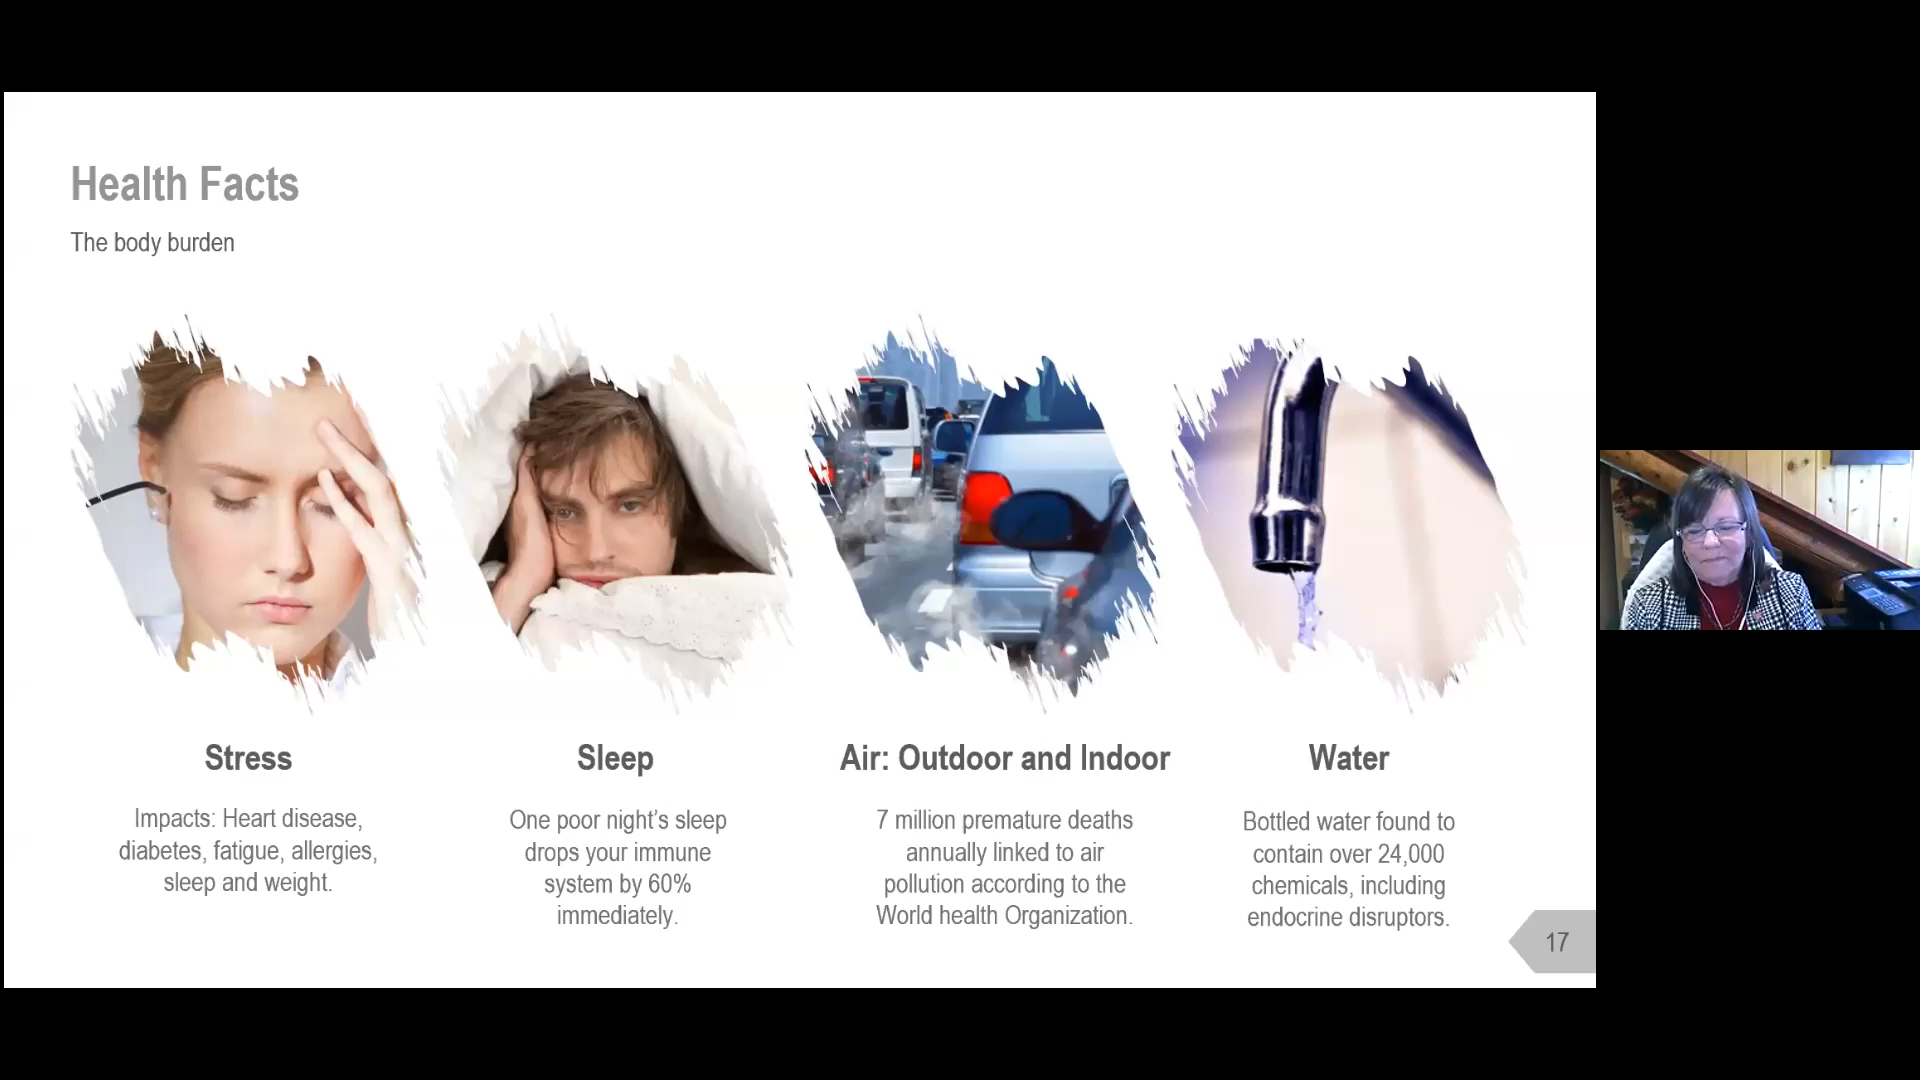 Health Facts
The body burden
Stress
Impacts: Heart disease,
diabetes, fatigue, allergies,
sleep and weight.
Sleep
One poor night’s sleep
drops your immune
system by 60%
immediately.
Air: Outdoor and Indoor
7 million premature deaths
annually linked to air
pollution according to the
World health Organization.
Water
Bottled water found to
contain over 24,000
chemicals, including
endocrine disruptors.
17